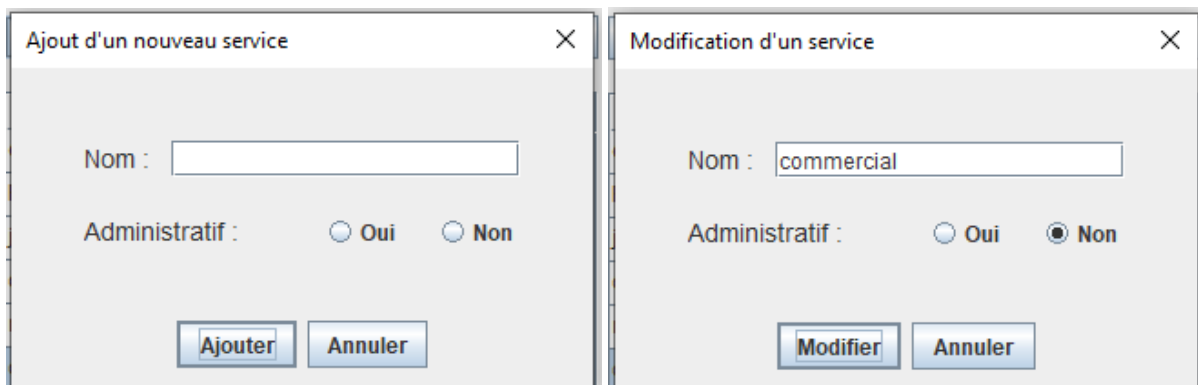 Ajout d'un nouveau service
Nom :
Administratif :
Oui
Non
Ajouter
Annuler
Modification d'un service
Nom :
commercial
Administratif :
Oui
Non
Modifier
Annuler